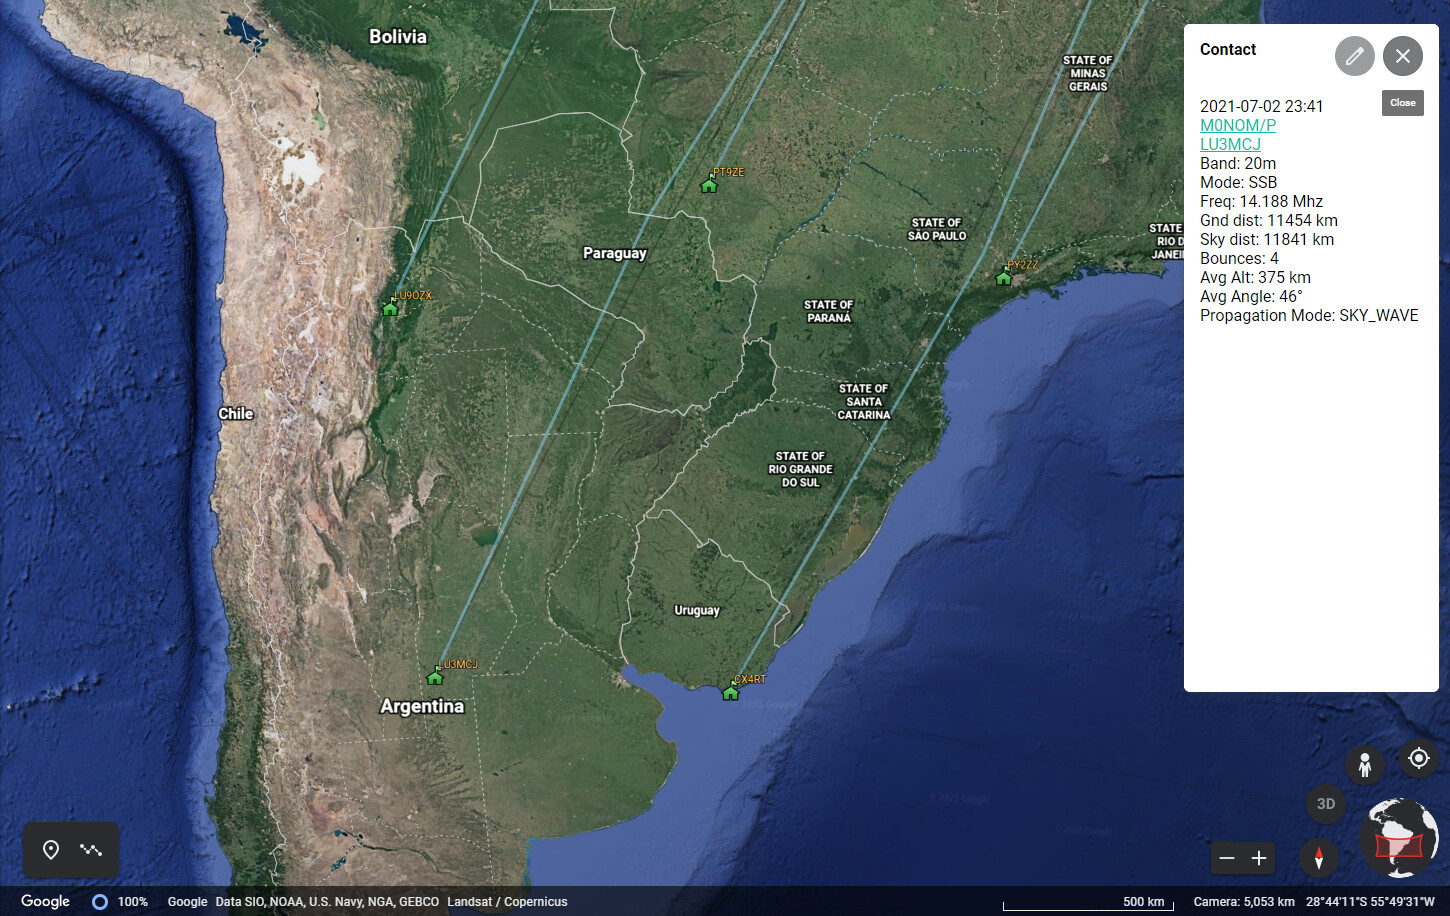 Bolivia
STATE OF
MINAS
GERAIS
PT9ZE
STATE OF
SÃO PAULO
STATE
RIO D
JANEI
Paraguay
PY2ZZ
LU9OZX
STATE OF
PARANÁ
STATE OF
SANTA
CATARINA
Chile
STATE OF
RIO GRANDE
DO SUL
Uruguay
LU3MCJ
CX4RT
Argentina
Contact
Close
2021-07-02 23:41
M0NOM/P
LU3MCJ
Band: 20m
Mode: SSB
Freq: 14.188 Mhz
Gnd dist: 11454 km
Sky dist: 11841 km
Bounces: 4
Avg Alt: 375 km
Avg Angle: 46°
Propagation Mode: SKY_WAVE
3D
Google
100%
Google Data SIO, NOAA, U.S. Navy, NGA, GEBCO Landsat / Copernicus
500 km
Camera: 5,053 km 28°44'11"S 55°49'31"W